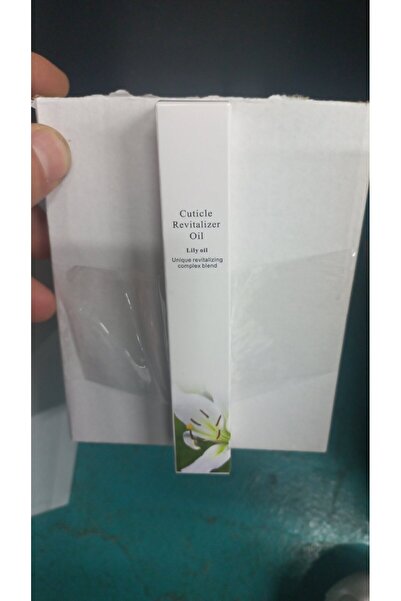 Cuticle
Revitalizer
Oil
Lily oil
Unique revitalizing
complex blend